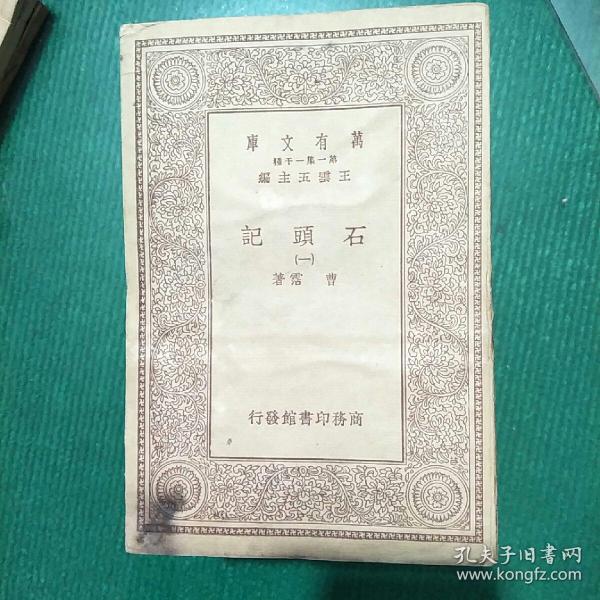 萬有文庫
第一集一千種
王雲五主編
石頭記
(一)
曹霑著
商務印書館發行
孔夫子旧书网
www.kongfz.com